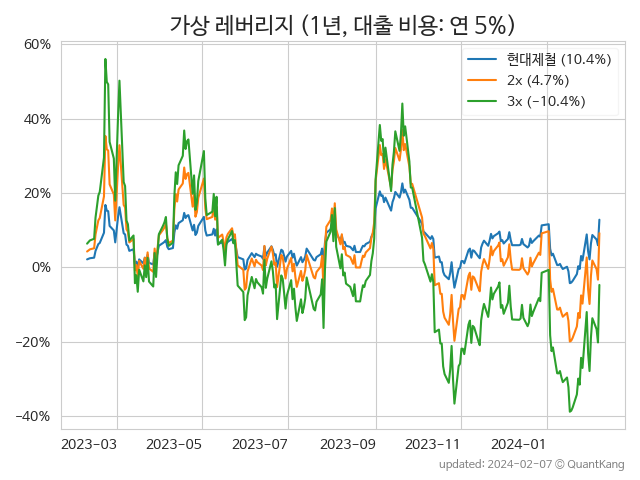 가상 레버리지 (1년, 대출 비용: 연 5%)
60%
40%
20%
0%
−20%
−40%
현대제철 (10.4%)
2x (4.7%)
3x (−10.4%)
2023-03
2023-05
2023-07
2023-09
2023-11
2024-01
updated: 2024-02-07 © QuantKang